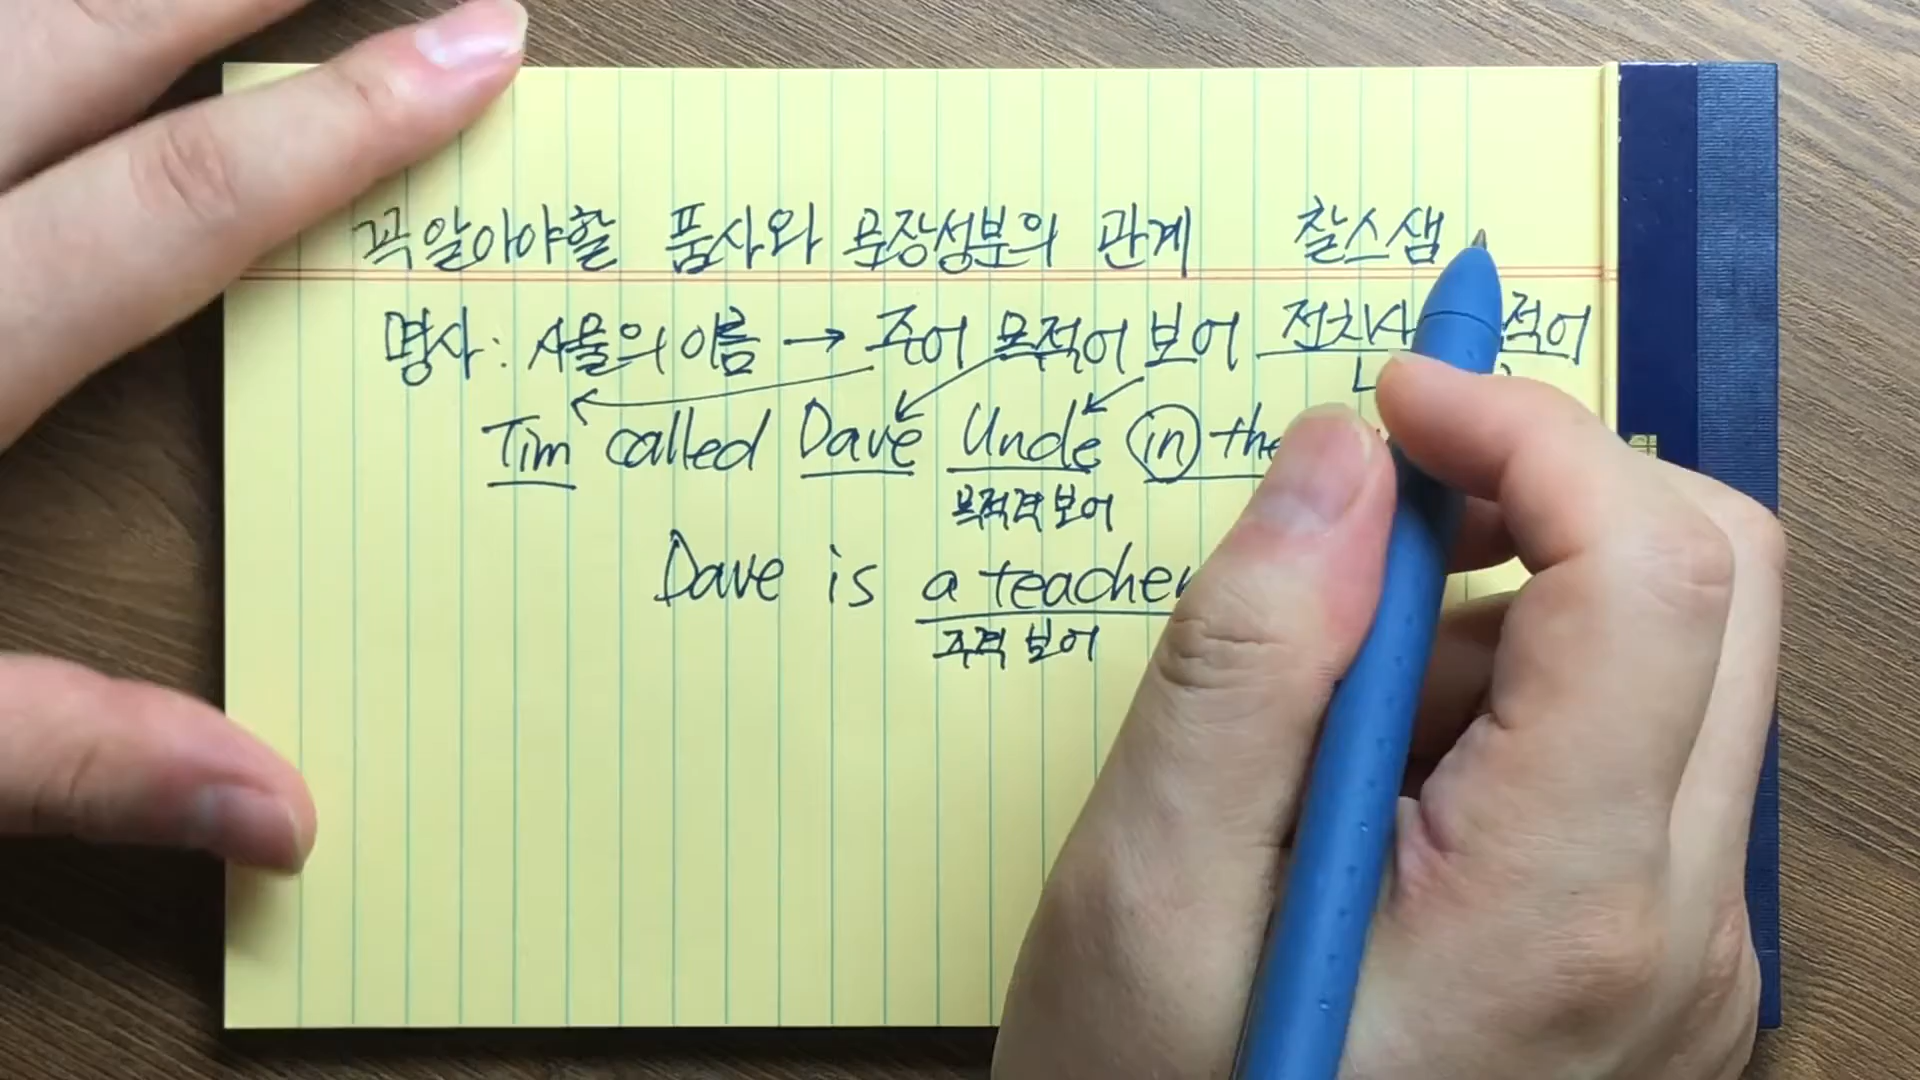 꼭 알아야할 품사와 문장성분의 관계 찰스샘
명사: 사물의 이름 → 주어 목적어 보어 전치사 적어
Tim called Dave Uncle in the
목적격 보어
Dave is a teacher
주격 보어